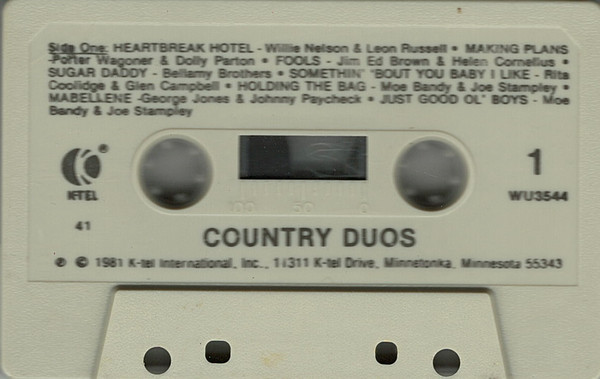 Side One: HEARTBREAK HOTEL - Willie Nelson & Leon Russell • MAKING PLANS
-Porter Wagoner & Dolly Parton • FOOLS - Jim Ed Brown & Helen Cornelius •
SUGAR DADDY - Bellamy Brothers • SOMETHIN' 'BOUT YOU BABY I LIKE - Rita
Coolidge & Glen Campbell • HOLDING THE BAG - Moe Bandy & Joe Stampley •
MABELLENE -George Jones & Johnny Paycheck • JUST GOOD OL' BOYS - Moe
Bandy & Joe Stampley
K-TEL
®
1
WU3544
100 50 0
41
COUNTRY DUOS
℗ © 1981 K-tel International, Inc., 11311 K-tel Drive, Minnetonka, Minnesota 55343